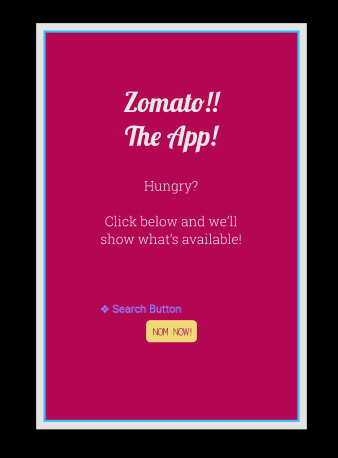 Zomato!!
The App!
Hungry?
Click below and we'll
show what's available!
❖ Search Button
NOM NOW!